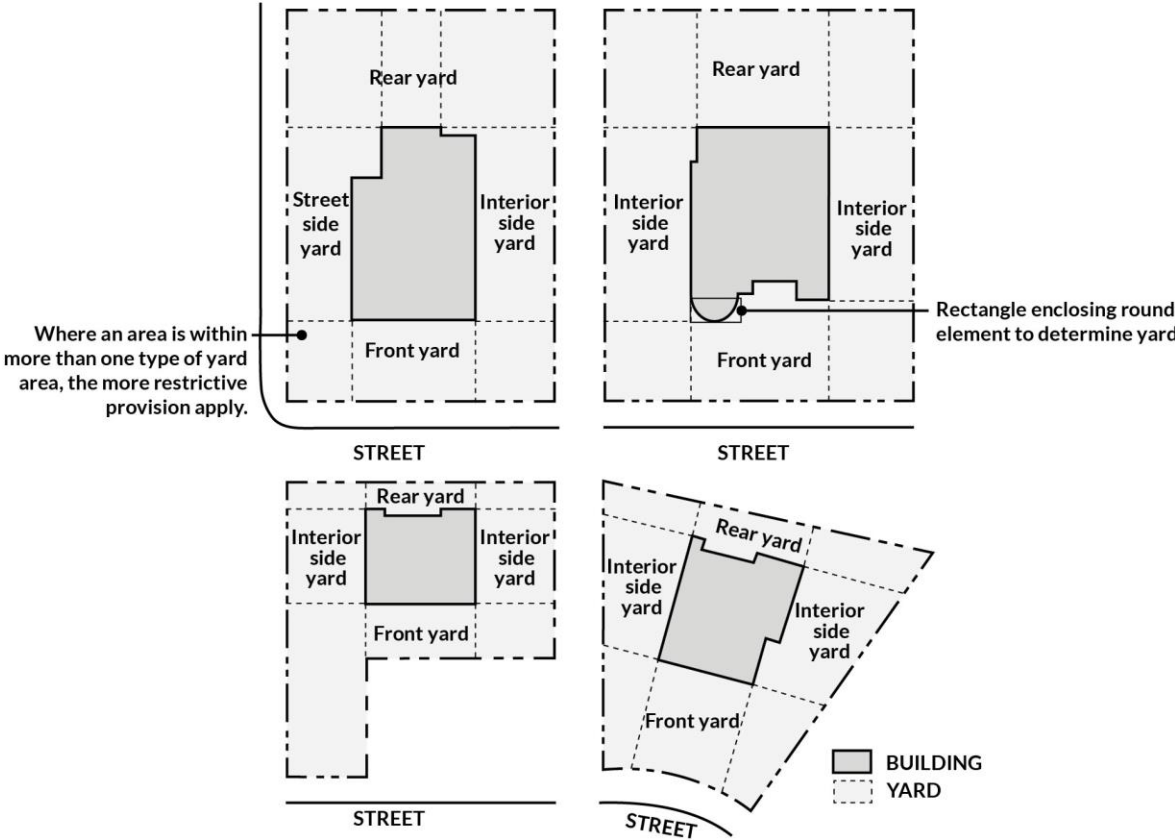 Rear yard
Street
side
yard
Interior
side
yard
Front yard
Where an area is within
more than one type of yard
area, the more restrictive
provision apply.
STREET
Rear yard
Interior
side
yard
Interior
side
yard
Front yard
Rectangle enclosing round
element to determine yard
STREET
Rear yard
Interior
side
yard
Interior
side
yard
Front yard
STREET
Rear yard
Interior
side
yard
Interior
side
yard
Front yard
STREET
BUILDING
YARD